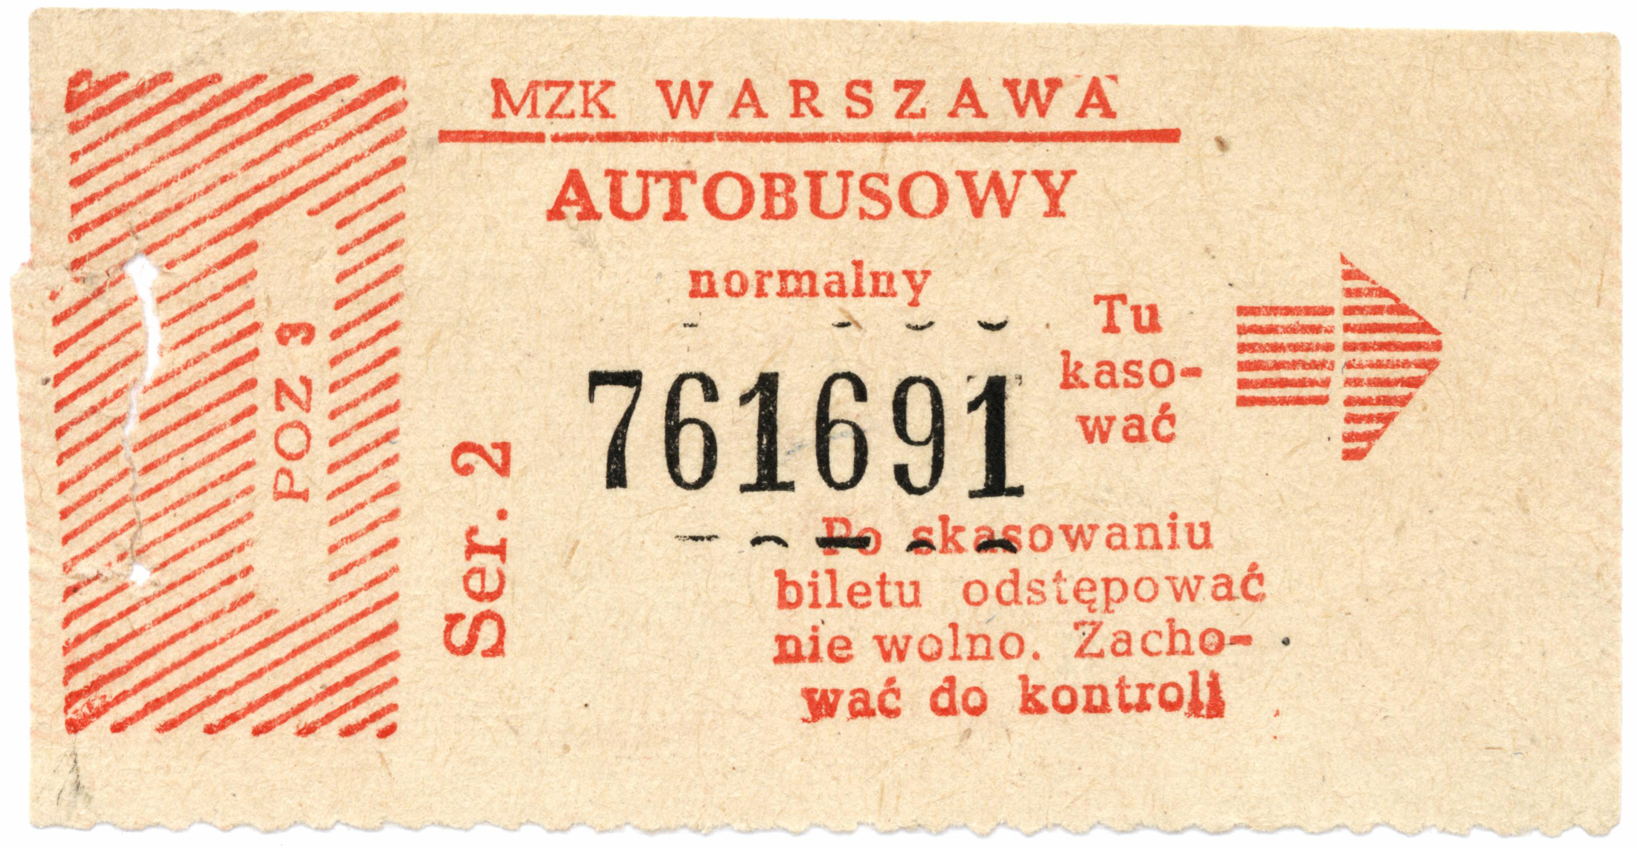 MZK WARSZAWA
AUTOBUSOWY
normalny
Tu
kaso-
wać
761691
POZ 3
Ser. 2
Po skasowaniu
biletu odstępować
nie wolno. Zacho-
wać do kontroli